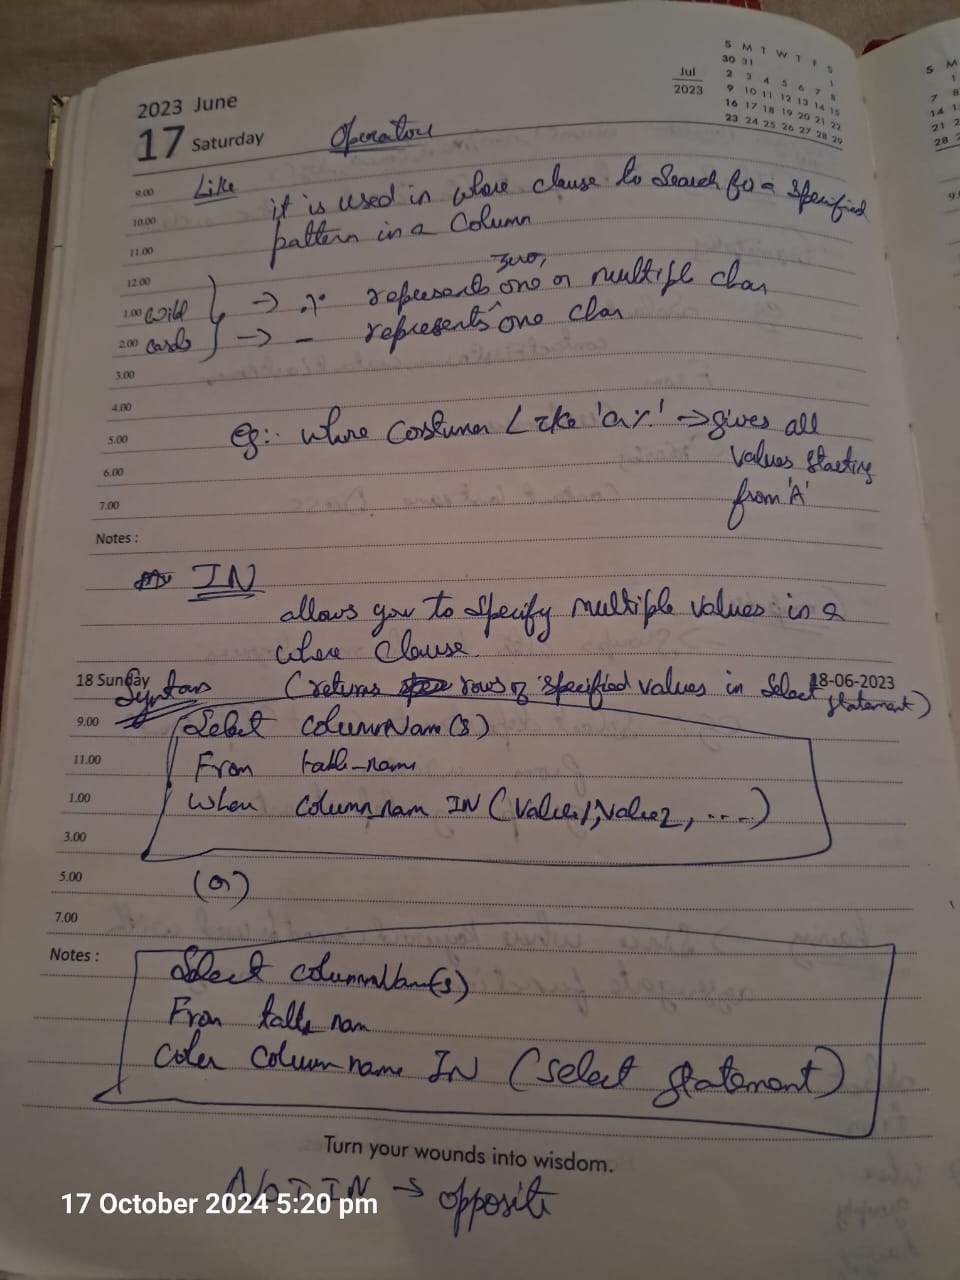 2023 June
17 Saturday
Operators
Jul
2023
S M T W T F S
30 31 1
2 3 4 5 6 7 8
9 10 11 12 13 14 15
16 17 18 19 20 21 22
23 24 25 26 27 28 29
9.00 Like it is used in where clause to Search for a Specified
10.00 pattern in a Column
11.00
12.00 zero,
1.00 Wild → % represents ^ one or multiple char
2.00 Cards → _ represents one char
3.00
4.00
5.00 Eg:- where Costumer Like 'a%' → gives all
6.00 values starting
7.00 from 'A'
Notes :
IN
allows you to specify multiple values in a
where clause.
18 Sunday 18-06-2023
Syntax (returns rows of specified values in Select statement)
9.00 Select columnName(s)
11.00 From table_name
1.00 Where column_name IN (Value1, Value2, ....)
3.00
5.00 (or)
7.00
Notes :
Select columnName(s)
From table name
Where column name IN (select statement)
Turn your wounds into wisdom.
NOT IN → opposite
17 October 2024 5:20 pm